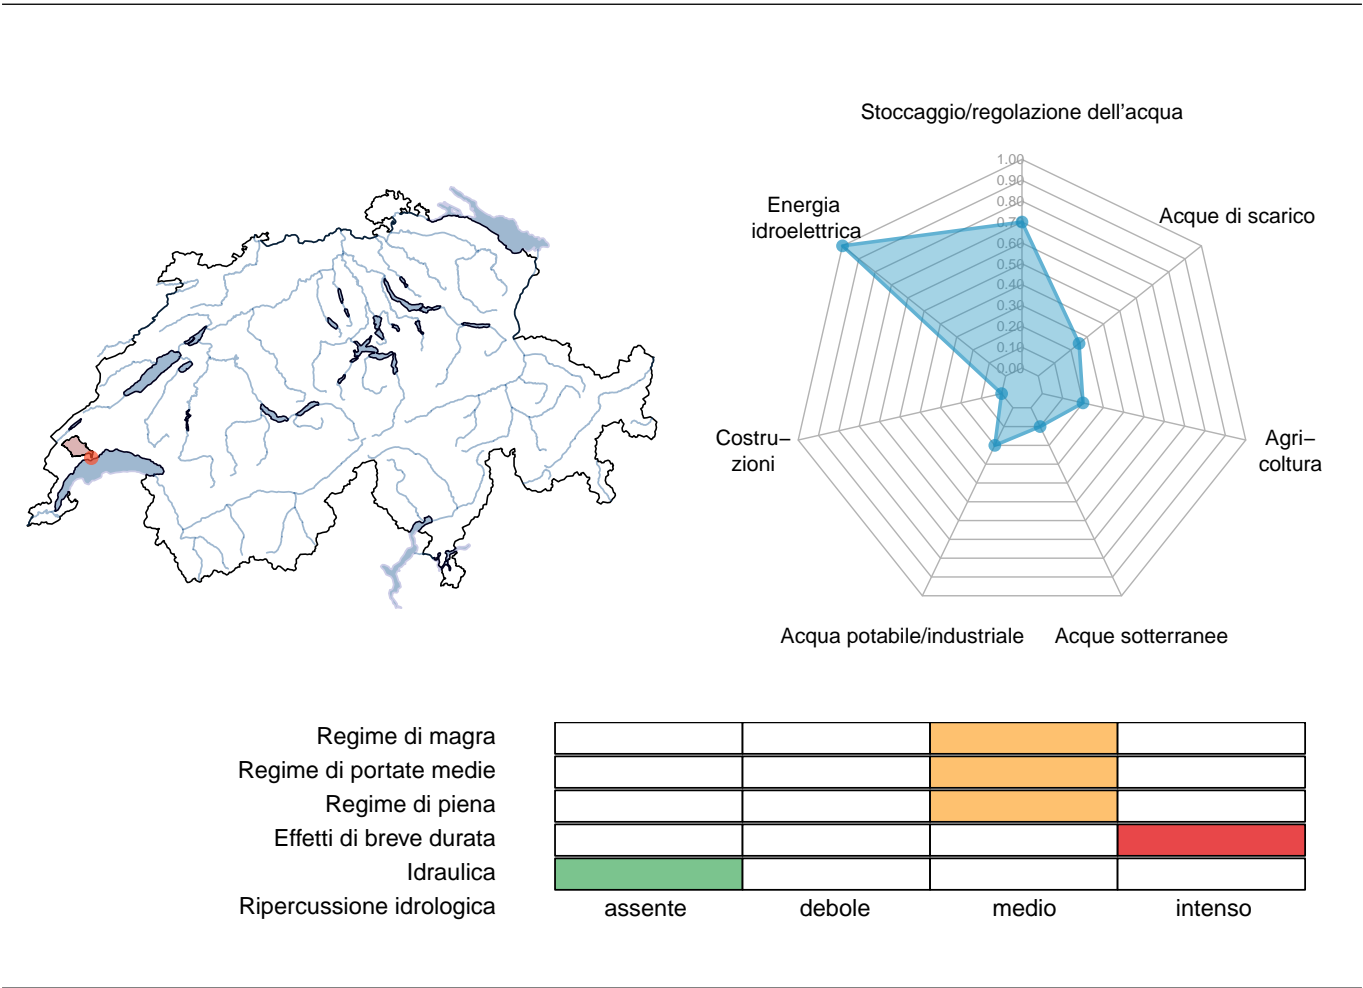 Stoccaggio/regolazione dell'acqua
1.00
0.90
0.80
0.70
0.60
0.50
0.40
0.30
0.20
0.10
0.00
Energia
idroelettrica
Acque di scarico
Costru–
zioni
Agri–
coltura
Acqua potabile/industriale
Acque sotterranee
Regime di magra
Regime di portate medie
Regime di piena
Effetti di breve durata
Idraulica
Ripercussione idrologica
assente
debole
medio
intenso